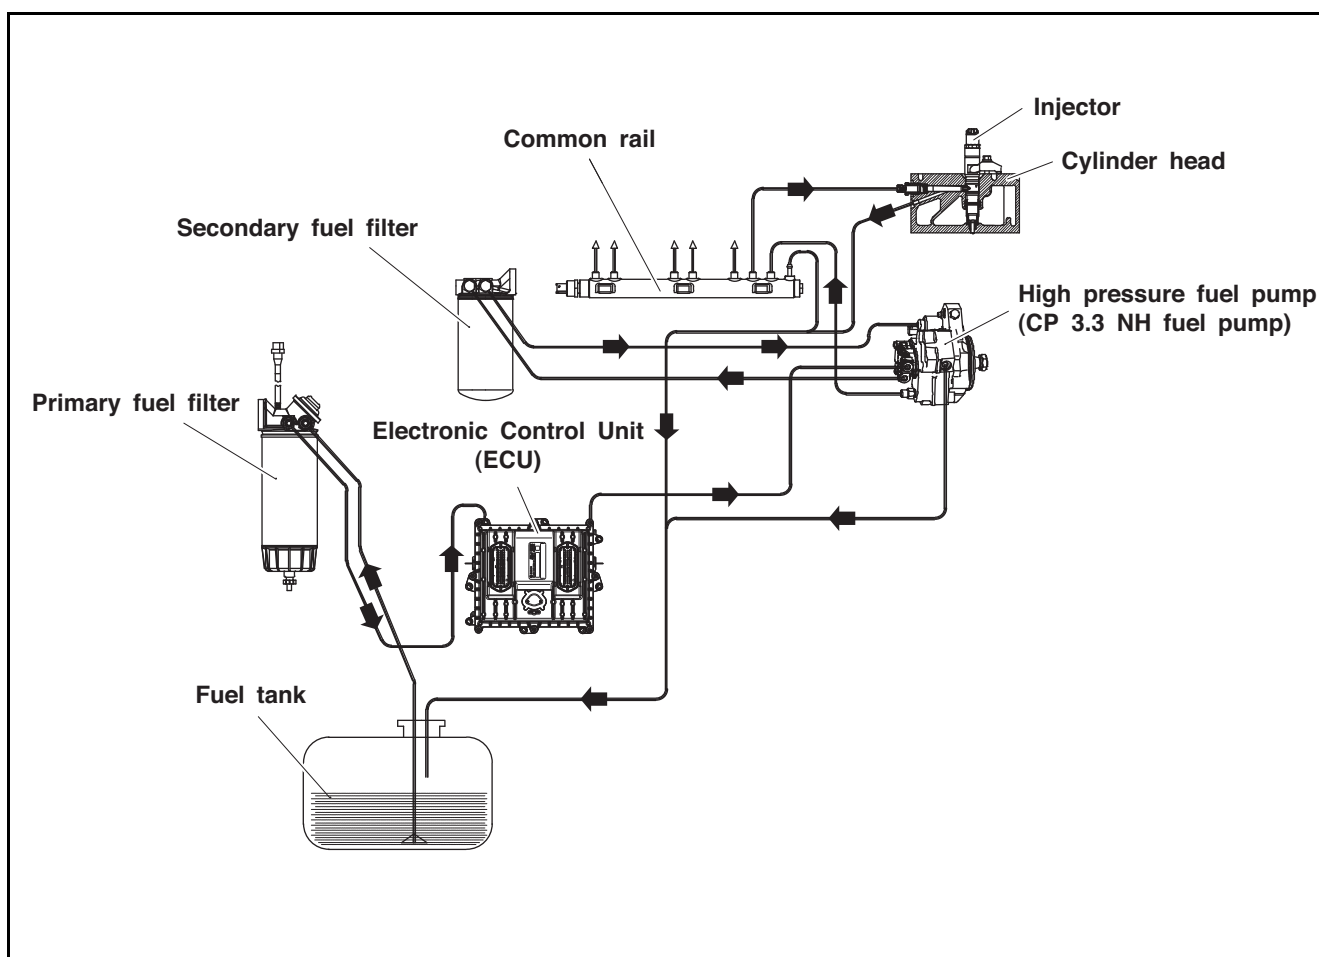 Injector
Common rail
Cylinder head
Secondary fuel filter
High pressure fuel pump
(CP 3.3 NH fuel pump)
Primary fuel filter
Electronic Control Unit
(ECU)
Fuel tank